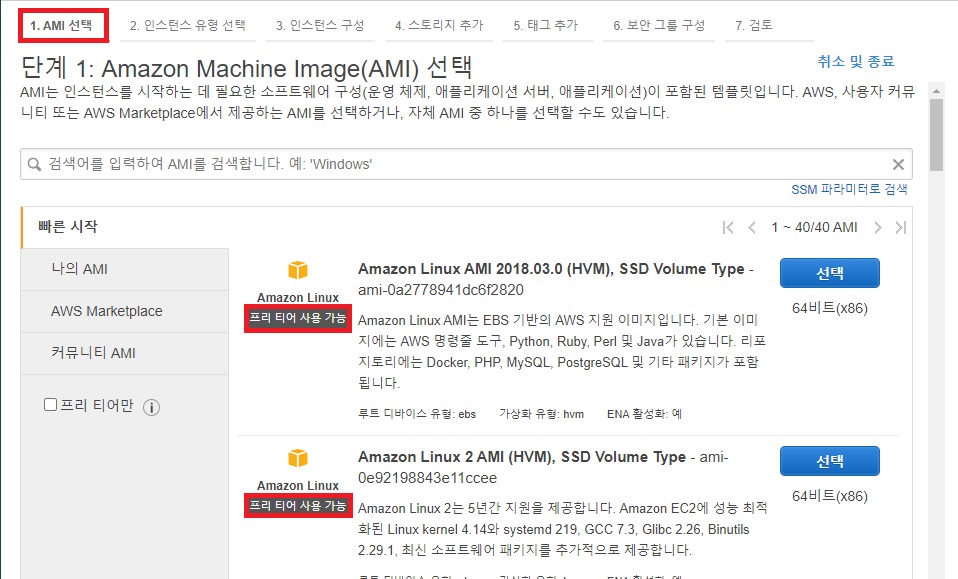 1. AMI 선택 2. 인스턴스 유형 선택 3. 인스턴스 구성 4. 스토리지 추가 5. 태그 추가 6. 보안 그룹 구성 7. 검토
단계 1: Amazon Machine Image(AMI) 선택
취소 및 종료
AMI는 인스턴스를 시작하는 데 필요한 소프트웨어 구성(운영 체제, 애플리케이션 서버, 애플리케이션)이 포함된 템플릿입니다. AWS, 사용자 커뮤
니티 또는 AWS Marketplace에서 제공하는 AMI를 선택하거나, 자체 AMI 중 하나를 선택할 수도 있습니다.
검색어를 입력하여 AMI를 검색합니다. 예: 'Windows'
SSM 파라미터로 검색
빠른 시작
1 ~ 40/40 AMI
나의 AMI
AWS Marketplace
커뮤니티 AMI
프리 티어만
Amazon Linux
프리 티어 사용 가능
Amazon Linux AMI 2018.03.0 (HVM), SSD Volume Type -
ami-0a2778941dc6f2820
Amazon Linux AMI는 EBS 기반의 AWS 지원 이미지입니다. 기본 이미
지에는 AWS 명령줄 도구, Python, Ruby, Perl 및 Java가 있습니다. 리포
지토리에는 Docker, PHP, MySQL, PostgreSQL 및 기타 패키지가 포함
됩니다.
루트 디바이스 유형: ebs 가상화 유형: hvm ENA 활성화: 예
선택
64비트(x86)
Amazon Linux
프리 티어 사용 가능
Amazon Linux 2 AMI (HVM), SSD Volume Type - ami-
0e92198843e11ccee
Amazon Linux 2는 5년간 지원을 제공합니다. Amazon EC2에 성능 최적
화된 Linux kernel 4.14와 systemd 219, GCC 7.3, Glibc 2.26, Binutils
2.29.1, 최신 소프트웨어 패키지를 추가적으로 제공합니다.
선택
64비트(x86)